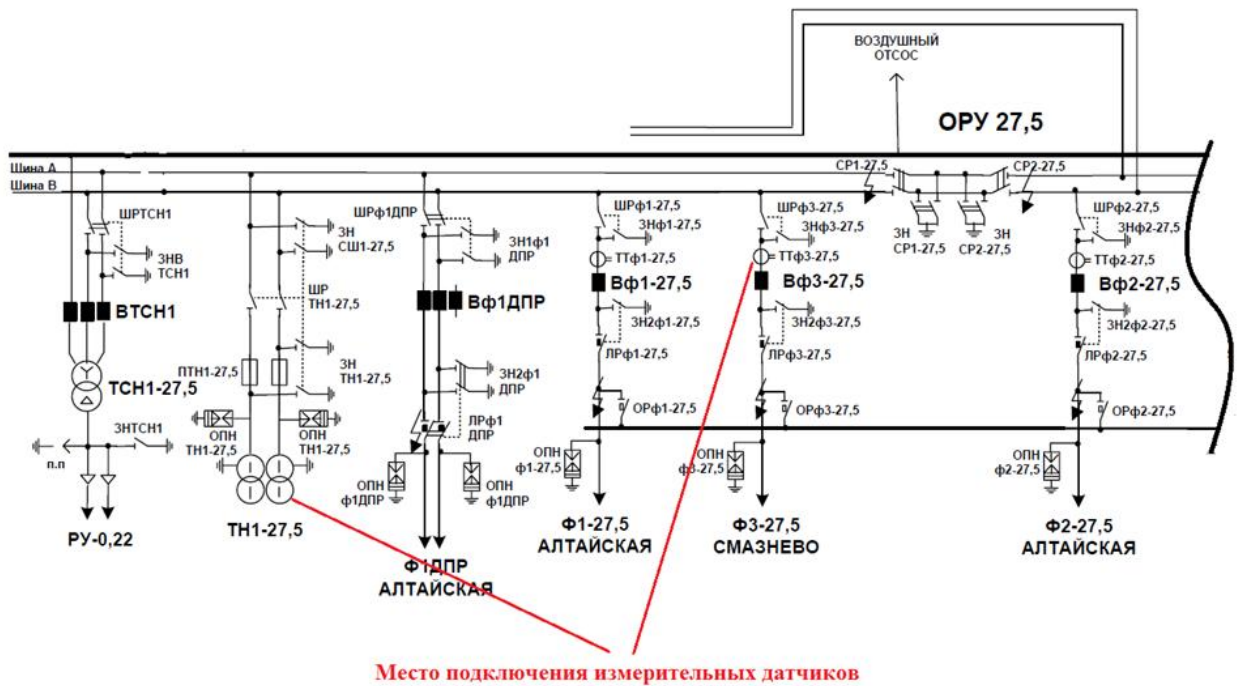 ВОЗДУШНЫЙ
ОТСОС
ОРУ 27,5
Шина А
Шина В
СР1-27,5
СР2-27,5
ЗН
СР1-27,5
СР2-27,5
ЗН
ШРТСН1
ЗНВ
ТСН1
ВТСН1
ТСН1-27,5
ЗНТСН1
п.п
РУ-0,22
ЗН
СШ1-27,5
ШР
ТН1-27,5
ПТН1-27,5
ЗН
ТН1-27,5
ОПН
ТН1-27,5
ОПН
ТН1-27,5
ТН1-27,5
ШРф1ДПР
ЗН1ф1
ДПР
Вф1ДПР
ЗН2ф1
ДПР
ЛРф1
ДПР
ОПН
ф1ДПР
ОПН
ф1ДПР
Ф1ДПР
АЛТАЙСКАЯ
ШРф1-27,5
ЗНф1-27,5
ТТф1-27,5
Вф1-27,5
ЗН2ф1-27,5
ЛРф1-27,5
ОРф1-27,5
ОПН
ф1-27,5
Ф1-27,5
АЛТАЙСКАЯ
ШРф3-27,5
ЗНф3-27,5
ТТф3-27,5
Вф3-27,5
ЗН2ф3-27,5
ЛРф3-27,5
ОРф3-27,5
ОПН
ф3-27,5
Ф3-27,5
СМАЗНЕВО
ШРф2-27,5
ЗНф2-27,5
ТТф2-27,5
Вф2-27,5
ЗН2ф2-27,5
ЛРф2-27,5
ОРф2-27,5
ОПН
ф2-27,5
Ф2-27,5
АЛТАЙСКАЯ
Место подключения измерительных датчиков